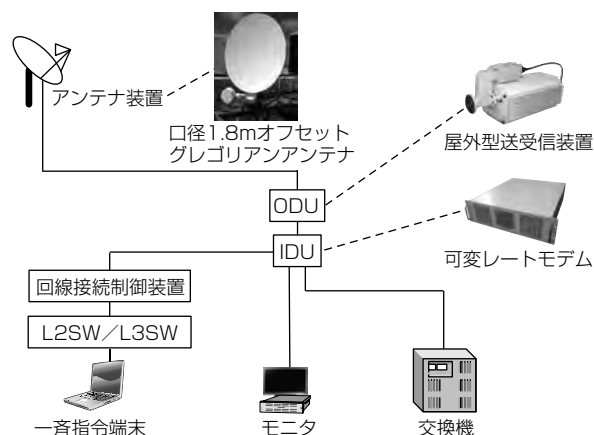 アンテナ装置
口径1.8mオフセット
グレゴリアンアンテナ
屋外型送受信装置
ODU
IDU
可変レートモデム
回線接続制御装置
L2SW／L3SW
一斉指令端末
モニタ
交換機